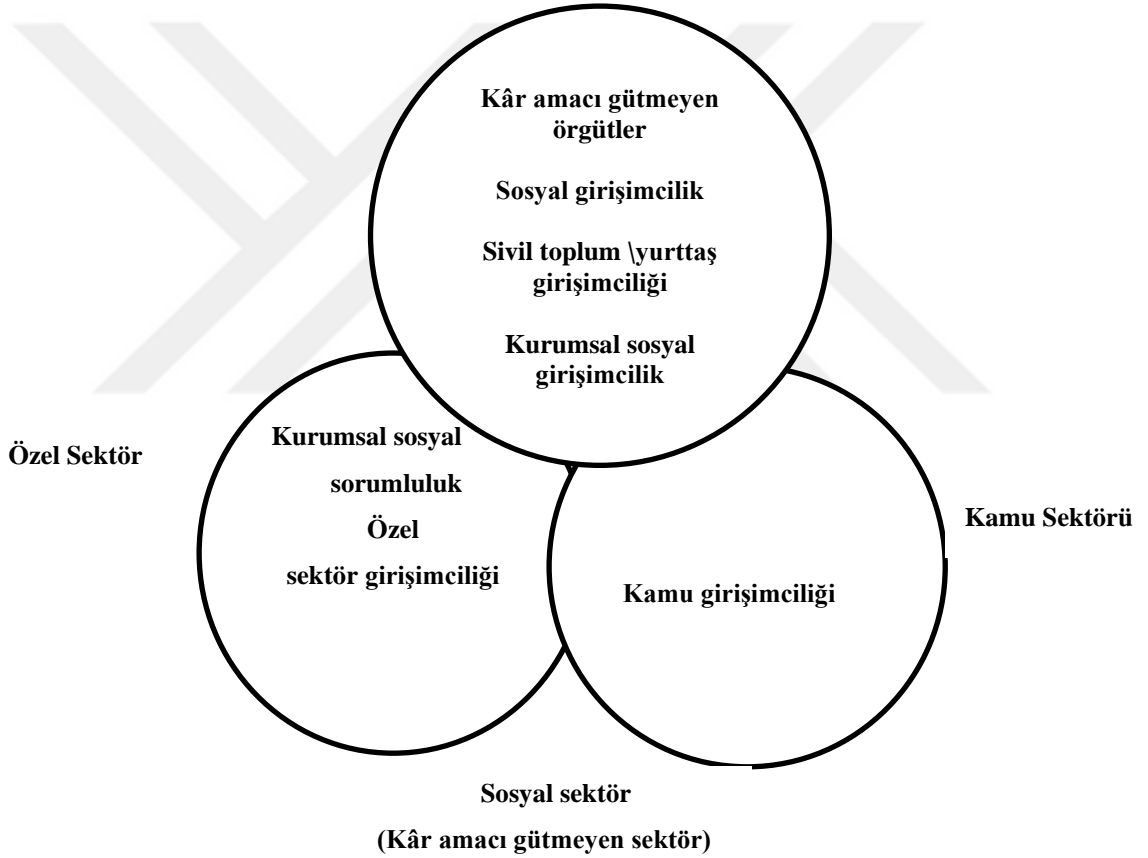 Kâr amacı gütmeyen
örgütler
Sosyal girişimcilik
Sivil toplum \yurttaş
girişimciliği
Kurumsal sosyal
girişimcilik
Özel Sektör
Kurumsal sosyal
sorumluluk
Özel
sektör girişimciliği
Kamu Sektörü
Kamu girişimciliği
Sosyal sektör
(Kâr amacı gütmeyen sektör)